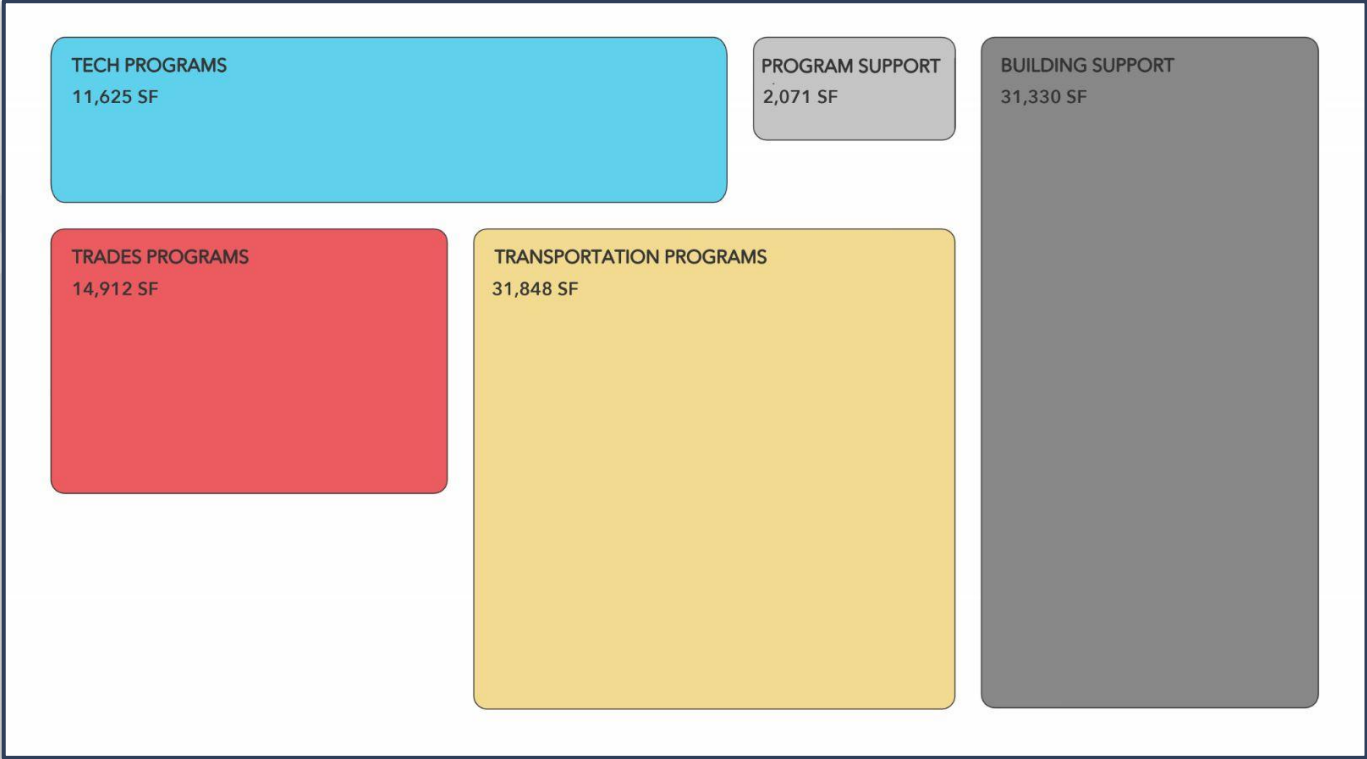 TECH PROGRAMS
11,625 SF
PROGRAM SUPPORT
2,071 SF
BUILDING SUPPORT
31,330 SF
TRADES PROGRAMS
14,912 SF
TRANSPORTATION PROGRAMS
31,848 SF